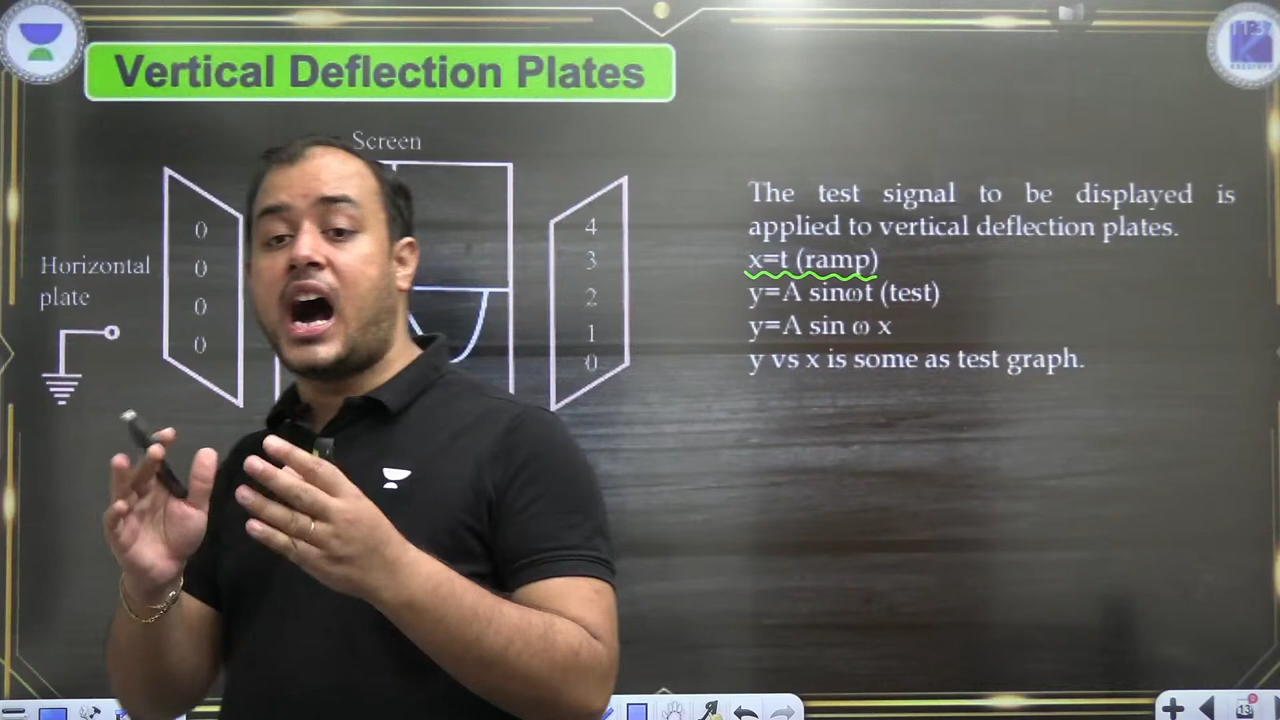 Vertical Deflection Plates
Screen
Horizontal
plate
0
0
0
0
4
3
2
1
0
The test signal to be displayed is
applied to vertical deflection plates.
x=t (ramp)
y=A sinωt (test)
y=A sin ω x
y vs x is some as test graph.
13